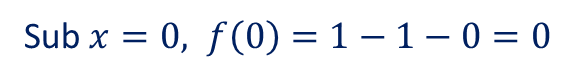 Sub x = 0, f(0) = 1 − 1 − 0 = 0